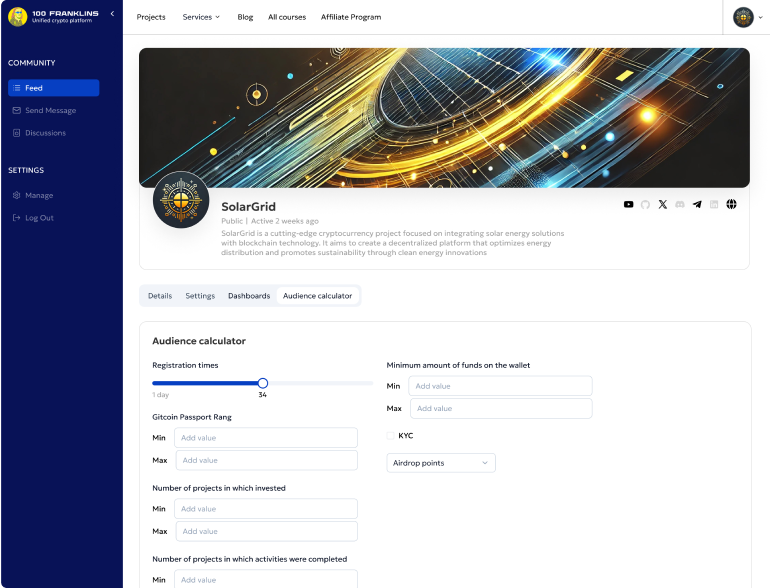 100 FRANKLINS
Unified crypto platform
Projects
Services
Blog
All courses
Affiliate Program
COMMUNITY
Feed
Send Message
Discussions
SETTINGS
Manage
Log Out
SolarGrid
Public | Active 2 weeks ago
SolarGrid is a cutting-edge cryptocurrency project focused on integrating solar energy solutions
with blockchain technology. It aims to create a decentralized platform that optimizes energy
distribution and promotes sustainability through clean energy innovations
Details
Settings
Dashboards
Audience calculator
Audience calculator
Registration times
1 day
34
Gitcoin Passport Rang
Min
Add value
Max
Add value
Number of projects in which invested
Min
Add value
Max
Add value
Number of projects in which activities were completed
Min
Add value
Minimum amount of funds on the wallet
Min
Add value
Max
Add value
KYC
Airdrop points